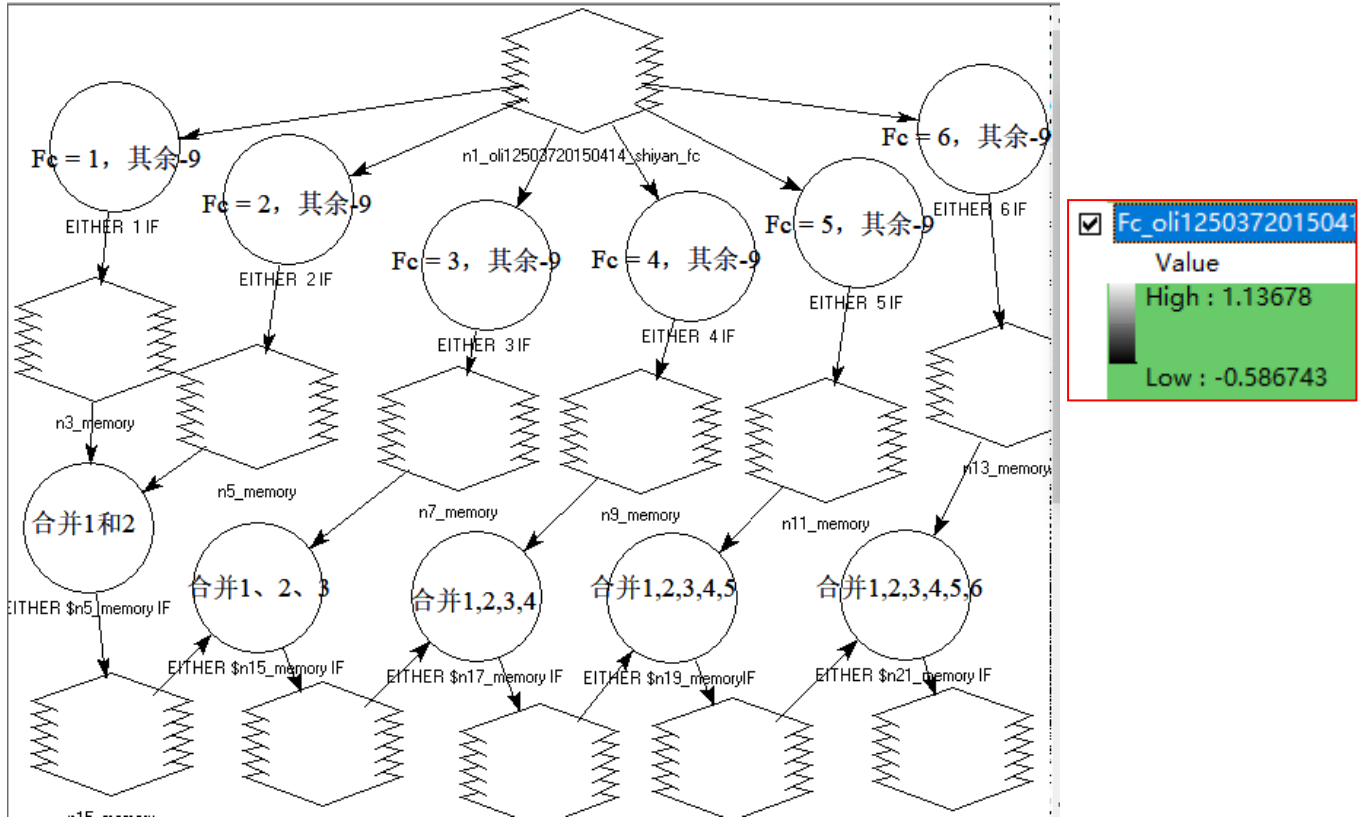 n1_oli12503720150414_shiyan_fc
Fc = 1，其余-9
EITHER 1 IF
Fc = 2，其余-9
EITHER 2 IF
Fc = 3，其余-9
EITHER 3 IF
Fc = 4，其余-9
EITHER 4 IF
Fc = 5，其余-9
EITHER 5 IF
Fc = 6，其余-9
EITHER 6 IF
n3_memory
n5_memory
n7_memory
n9_memory
n11_memory
n13_memory
合并1和2
EITHER $n5_memory IF
合并1、2、3
EITHER $n15_memory IF
合并1,2,3,4
EITHER $n17_memory IF
合并1,2,3,4,5
EITHER $n19_memoryIF
合并1,2,3,4,5,6
EITHER $n21_memory IF
n15_memory
Fc_oli1250372015041
Value
High : 1.13678
Low : -0.586743